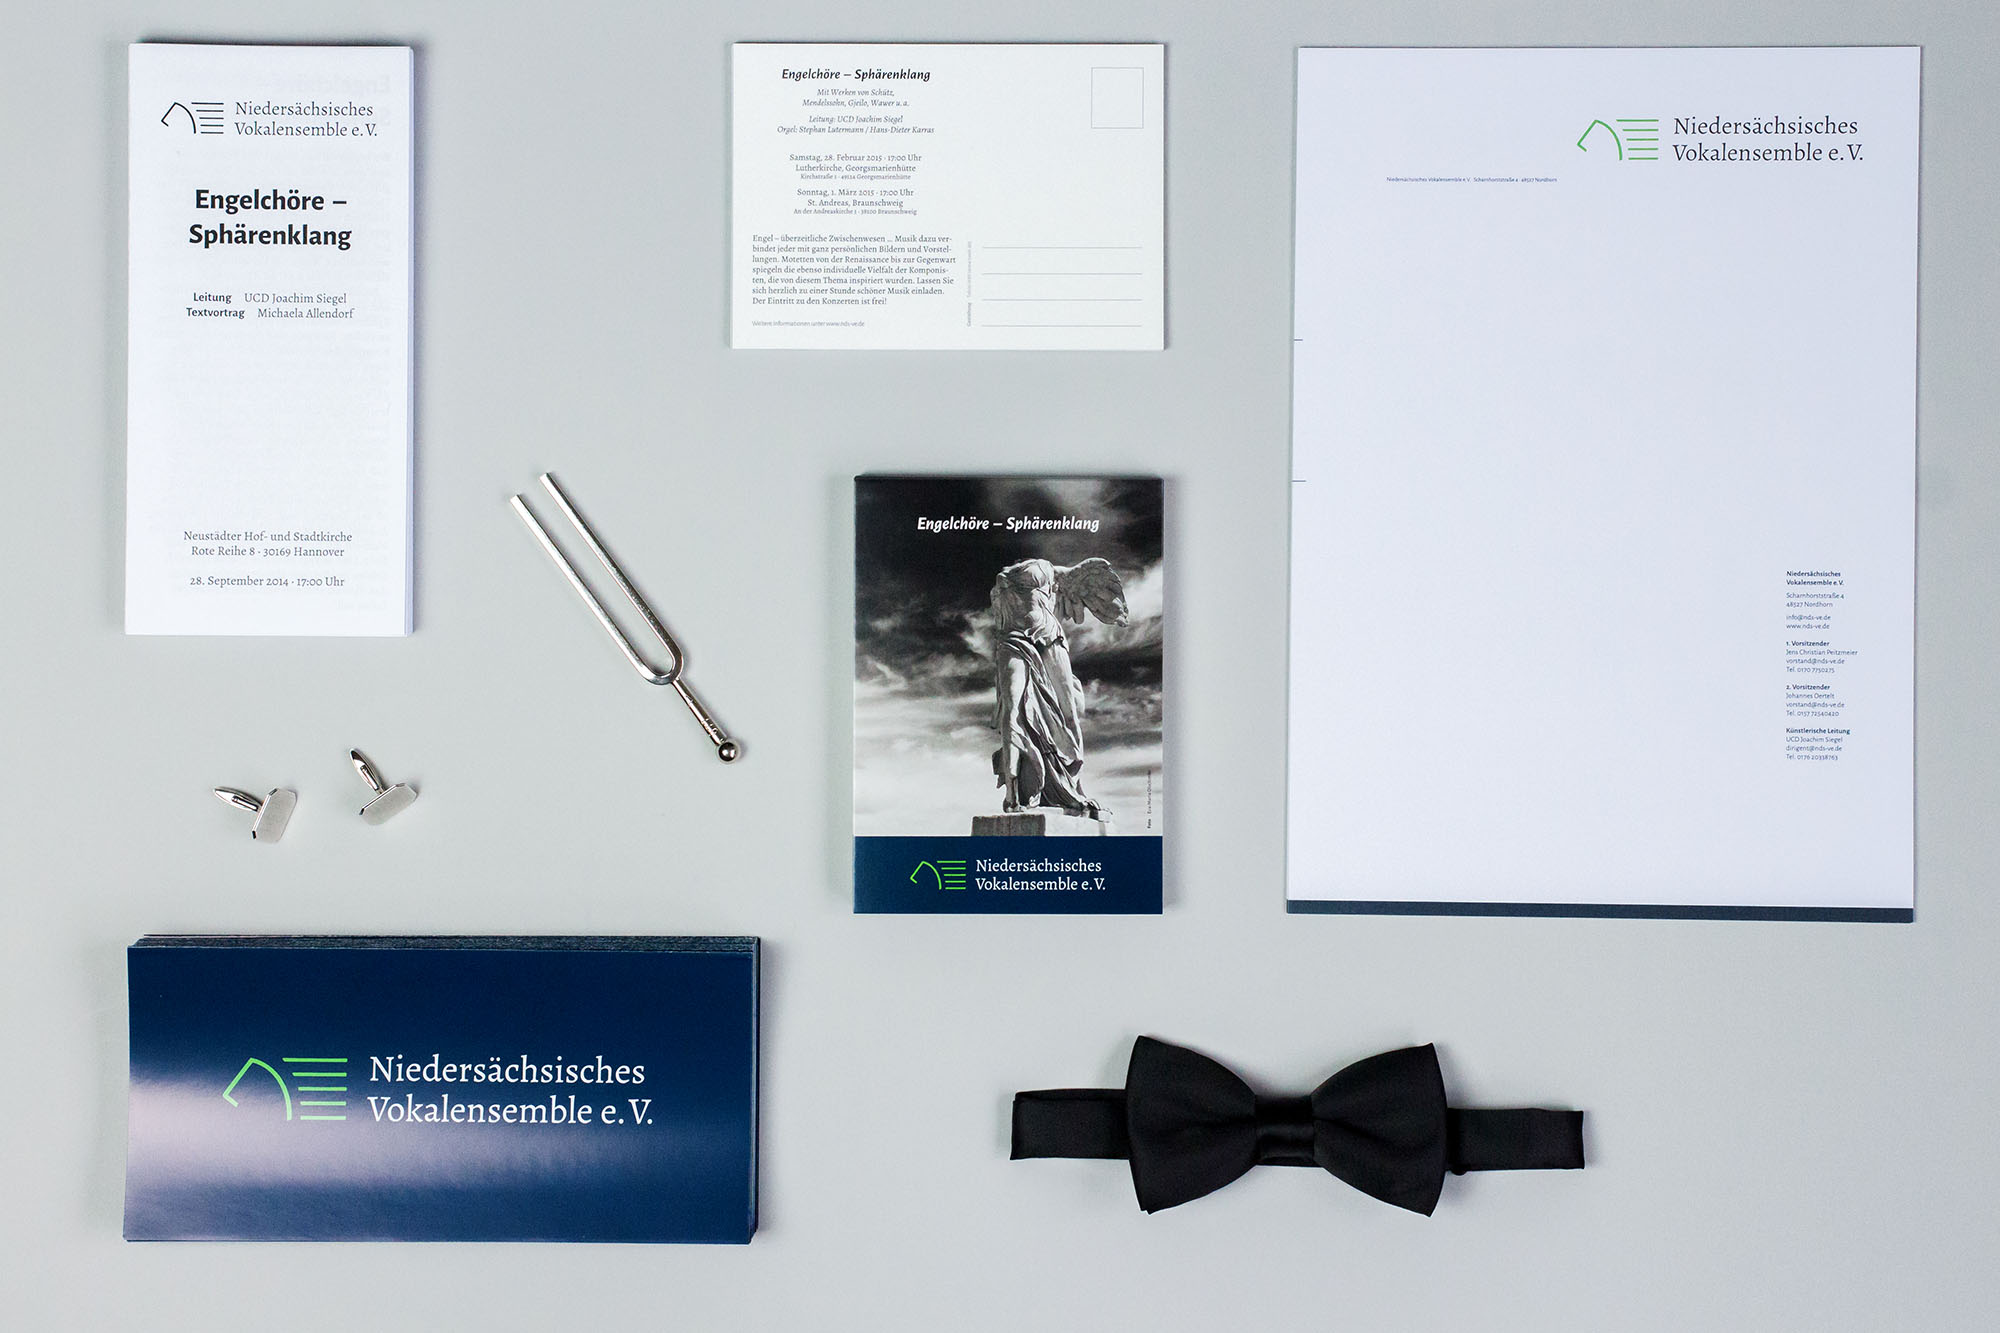 Niedersächsisches
Vokalensemble e. V.
Engelchöre –
Sphärenklang
Leitung UCD Joachim Siegel
Textvortrag Michaela Allendorf
Neustädter Hof- und Stadtkirche
Rote Reihe 8 · 30169 Hannover
28. September 2014 · 17:00 Uhr
Engelchöre – Sphärenklang
Mit Werken von Schütz,
Mendelssohn, Gjeilo, Wawer u. a.
Leitung: UCD Joachim Siegel
Orgel: Stephan Lutermann / Hans-Dieter Karras
Samstag, 28. Februar 2015 · 17:00 Uhr
Lutherkirche, Georgsmarienhütte
Kirchstraße 1 · 49124 Georgsmarienhütte
Sonntag, 1. März 2015 · 17:00 Uhr
St. Andreas, Braunschweig
An der Andreaskirche 1 · 38100 Braunschweig
Engel – überzeitliche Zwischenwesen ... Musik dazu ver-
bindet jeder mit ganz persönlichen Bildern und Vorstel-
lungen. Motetten von der Renaissance bis zur Gegenwart
spiegeln die ebenso individuelle Vielfalt der Komponis-
ten, die von diesem Thema inspiriert wurden. Lassen Sie
sich herzlich zu einer Stunde schöner Musik einladen.
Der Eintritt zu den Konzerten ist frei!
Weitere Informationen unter www.nds-ve.de
Gestaltung
Niedersächsisches
Vokalensemble e. V.
Niedersächsisches Vokalensemble e. V. · Scharnhorststraße 4 · 48527 Nordhorn
Niedersächsisches
Vokalensemble e. V.
Scharnhorststraße 4
48527 Nordhorn
info@nds-ve.de
www.nds-ve.de
1. Vorsitzender
Jens Christian Peitzmeier
vorstand@nds-ve.de
Tel. 0170 7750275
2. Vorsitzender
Johannes Oertelt
vorstand@nds-ve.de
Tel. 0157 72540420
Künstlerische Leitung
UCD Joachim Siegel
dirigent@nds-ve.de
Tel. 0176 20338763
Engelchöre – Sphärenklang
Foto
Niedersächsisches
Vokalensemble e. V.
Niedersächsisches
Vokalensemble e. V.